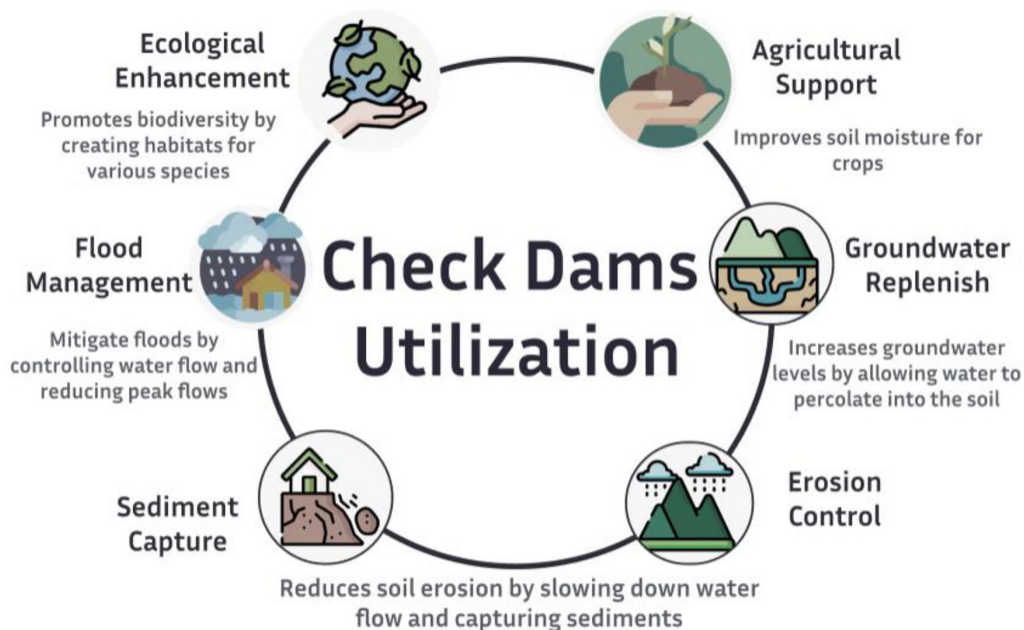 Ecological
Enhancement
Promotes biodiversity by
creating habitats for
various species
Agricultural
Support
Improves soil moisture for
crops
Flood
Management
Mitigate floods by
controlling water flow and
reducing peak flows
Check Dams
Utilization
Groundwater
Replenish
Increases groundwater
levels by allowing water to
percolate into the soil
Sediment
Capture
Erosion
Control
Reduces soil erosion by slowing down water
flow and capturing sediments